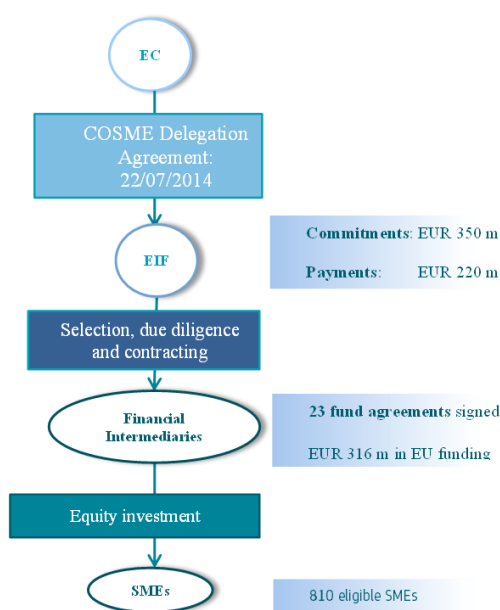 EC
COSME Delegation
Agreement:
22/07/2014
EIF
Commitments: EUR 350 m
Payments: EUR 220 m
Selection, due diligence
and contracting
Financial
Intermediaries
23 fund agreements signed
EUR 316 m in EU funding
Equity investment
SMEs
810 eligible SMEs